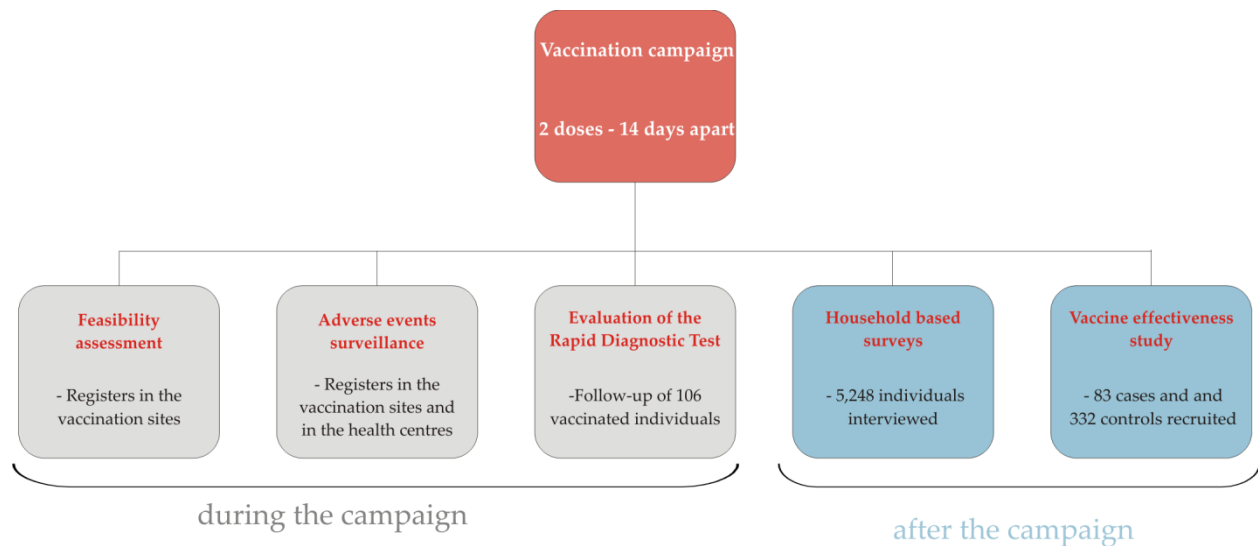 Vaccination campaign
2 doses - 14 days apart
Feasibility
assessment
- Registers in the
vaccination sites
Adverse events
surveillance
- Registers in the
vaccination sites and
in the health centres
Evaluation of the
Rapid Diagnostic Test
-Follow-up of 106
vaccinated individuals
Household based
surveys
- 5,248 individuals
interviewed
Vaccine effectiveness
study
- 83 cases and and
332 controls recruited
during the campaign
after the campaign